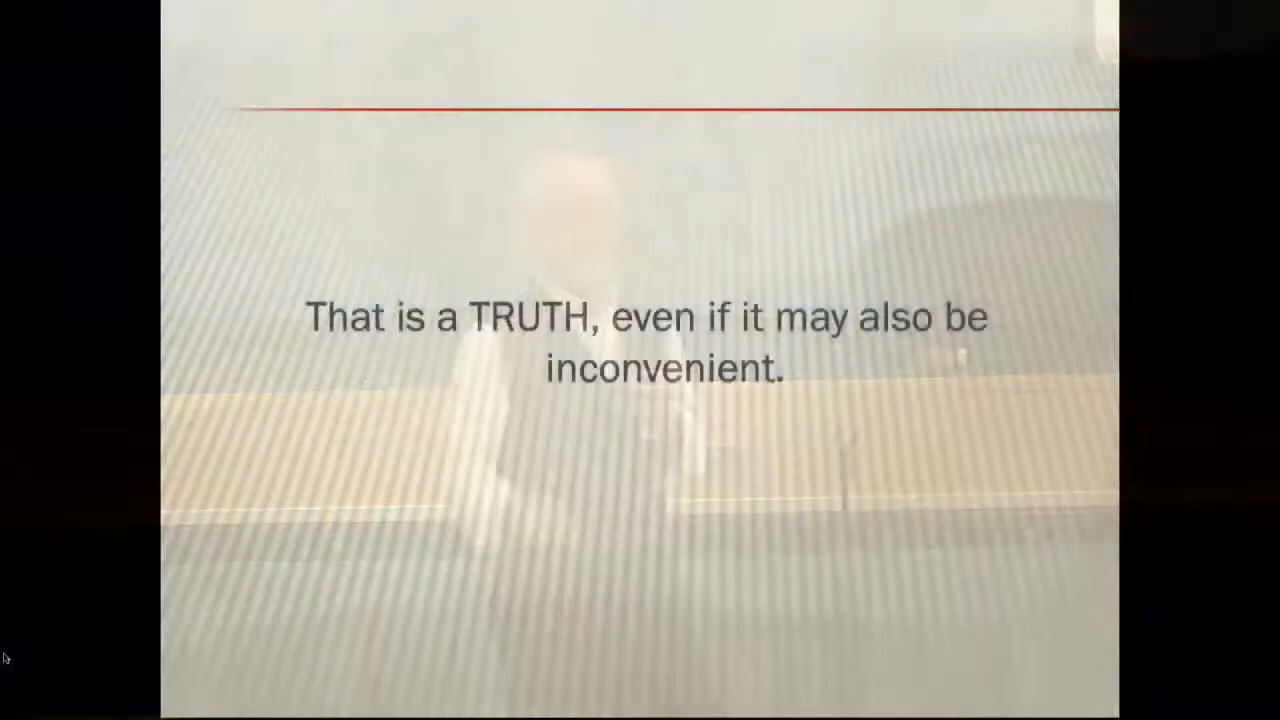 That is a TRUTH, even if it may also be
inconvenient.